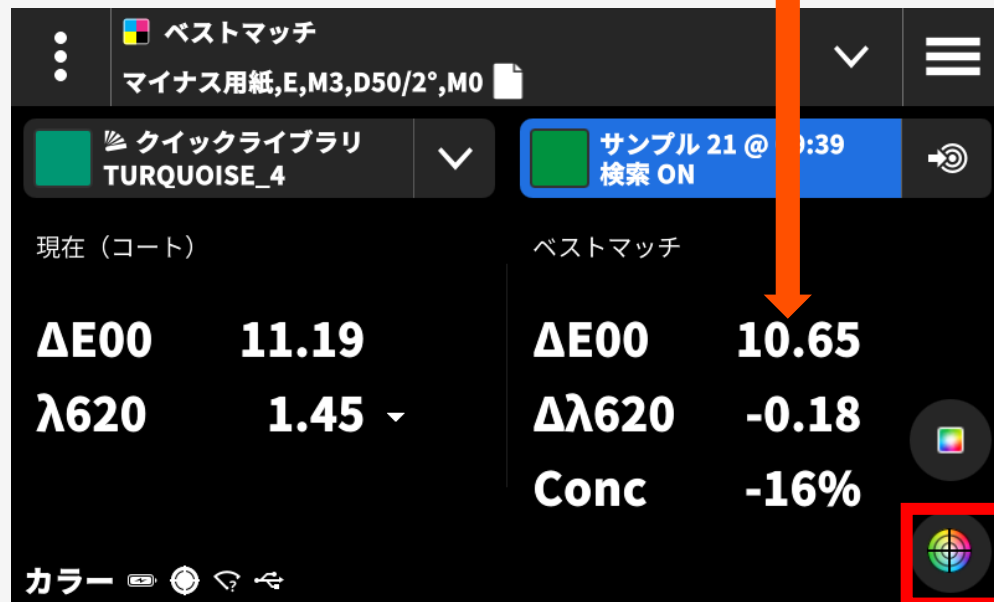 ベストマッチ
マイナス用紙,E,M3,D50/2°,M0
クイックライブラリ
TURQUOISE_4
サンプル 21 @ :39
検索 ON
現在（コート）
ベストマッチ
ΔE00 11.19
ΔE00 10.65
λ620 1.45
Δλ620 -0.18
Conc -16%
カラー